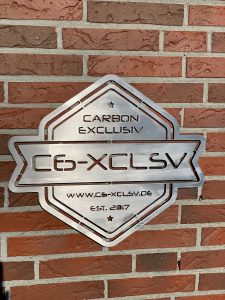 CARBON
EXCLUSIV
C6-XCLSV
WWW.C6-XCLSV.DE
EST. 2017